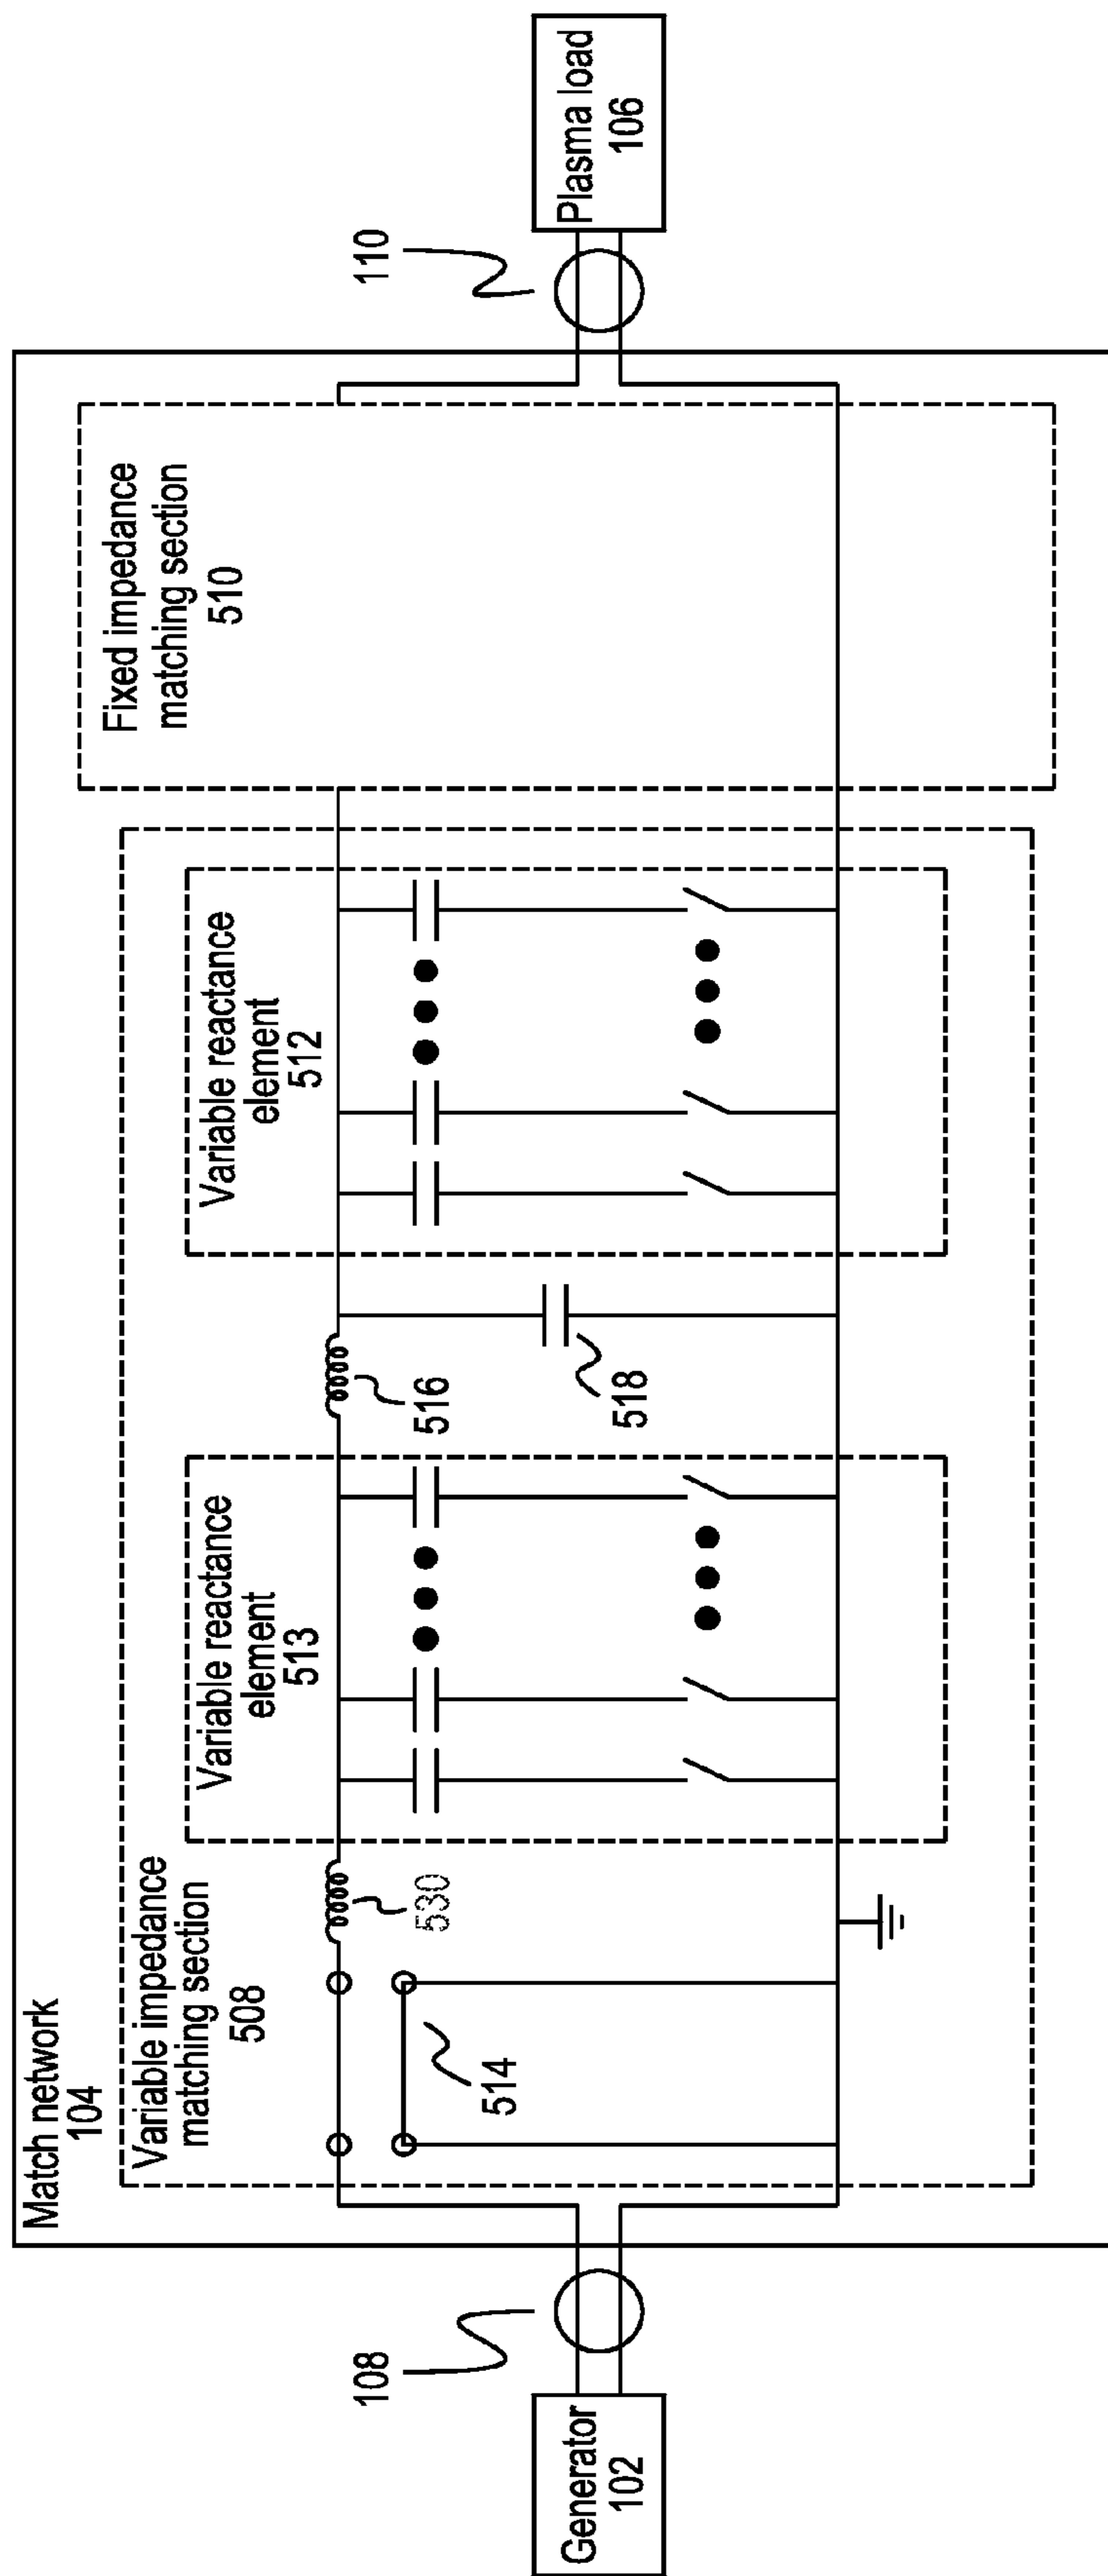 Match network
104
Variable impedance
matching section
508
Fixed impedance
matching section
510
Variable reactance
element
513
Variable reactance
element
512
108
110
530
514
516
518
Generator
102
Plasma load
106